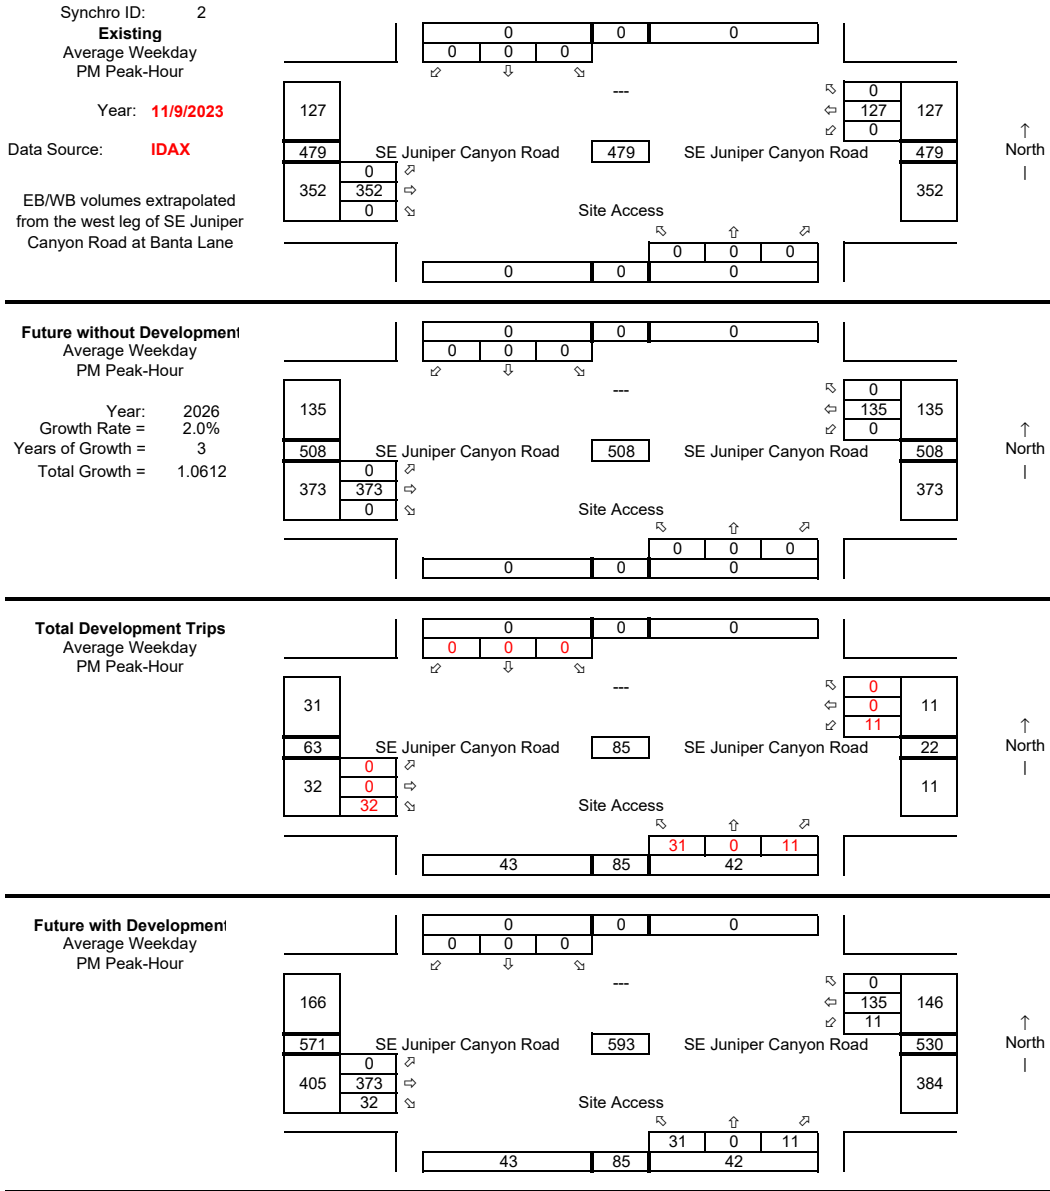 Synchro ID: 2
Existing
Average Weekday
PM Peak-Hour
Year: 11/9/2023
Data Source: IDAX
EB/WB volumes extrapolated
from the west leg of SE Juniper
Canyon Road at Banta Lane
0 0 0
0 0 0
---
127
0
127 127
0
479 SE Juniper Canyon Road 479 SE Juniper Canyon Road 479
0
352 352
0
352
Site Access
0 0 0
0 0 0
↑
North
|
Future without Development
Average Weekday
PM Peak-Hour
Year: 2026
Growth Rate = 2.0%
Years of Growth = 3
Total Growth = 1.0612
0 0 0
0 0 0
---
135
0
135 135
0
508 SE Juniper Canyon Road 508 SE Juniper Canyon Road 508
0
373 373
0
373
Site Access
0 0 0
0 0 0
↑
North
|
Total Development Trips
Average Weekday
PM Peak-Hour
0 0 0
0 0 0
---
31
0
0 11
11
63 SE Juniper Canyon Road 85 SE Juniper Canyon Road 22
0
32 0
32
11
Site Access
31 0 11
43 85 42
↑
North
|
Future with Development
Average Weekday
PM Peak-Hour
0 0 0
0 0 0
---
166
0
135 146
11
571 SE Juniper Canyon Road 593 SE Juniper Canyon Road 530
0
405 373
32
384
Site Access
31 0 11
43 85 42
↑
North
|